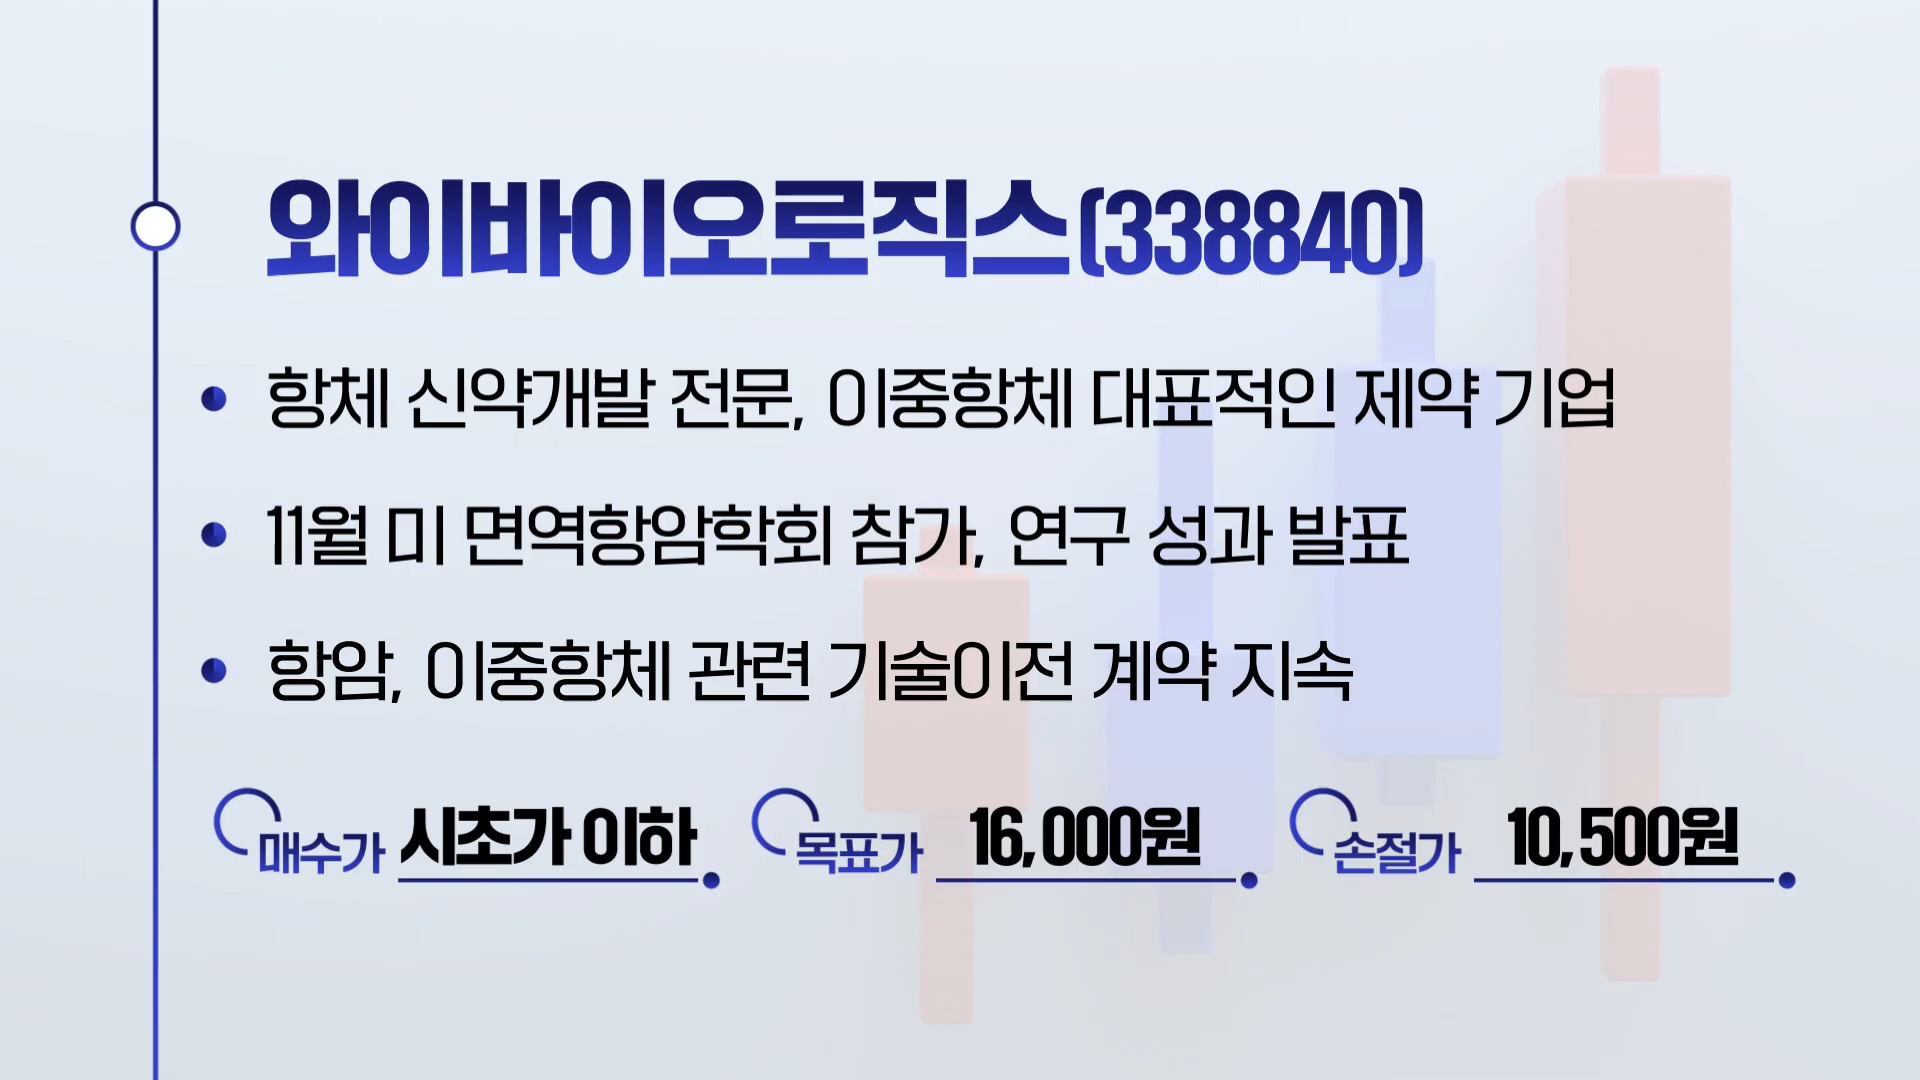 와이바이오로직스(338840)
항체 신약개발 전문, 이중항체 대표적인 제약 기업
11월 미 면역항암학회 참가, 연구 성과 발표
항암, 이중항체 관련 기술이전 계약 지속
매수가 시초가 이하 목표가 16,000원 손절가 10,500원